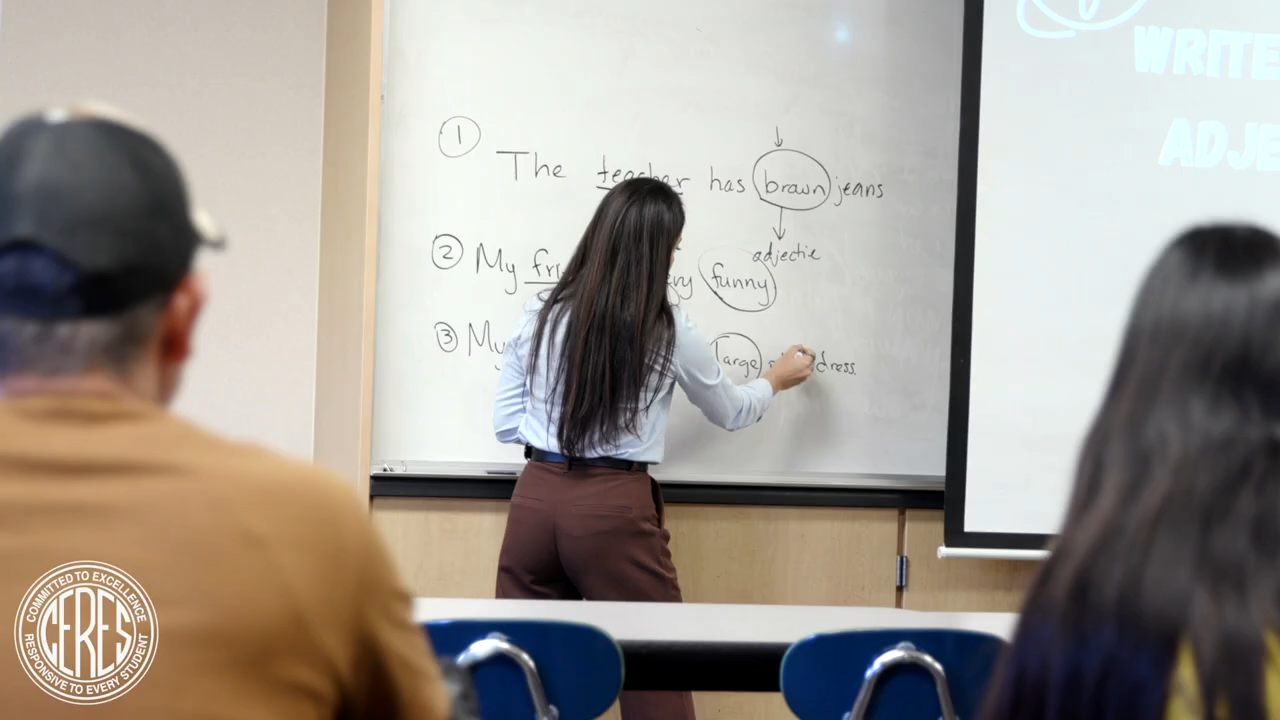 1
The teacher has brown jeans
adjectie
2 My funny
3 My large dress.
WRITE
ADJE
COMMITTED TO EXCELLENCE
CERES
RESPONSIVE TO EVERY STUDENT